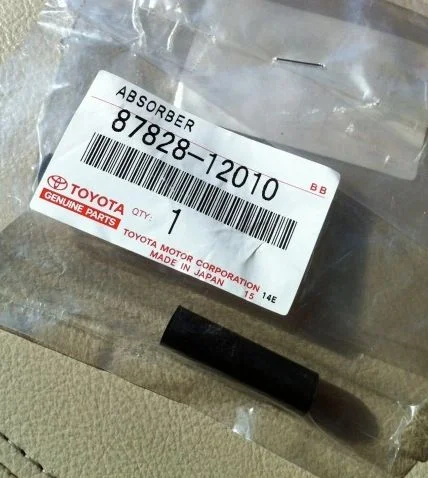 ABSORBER
87828-12010
BB
TOYOTA
GENUINE PARTS
QTY:
1
TOYOTA MOTOR CORPORATION
MADE IN JAPAN 15 14E